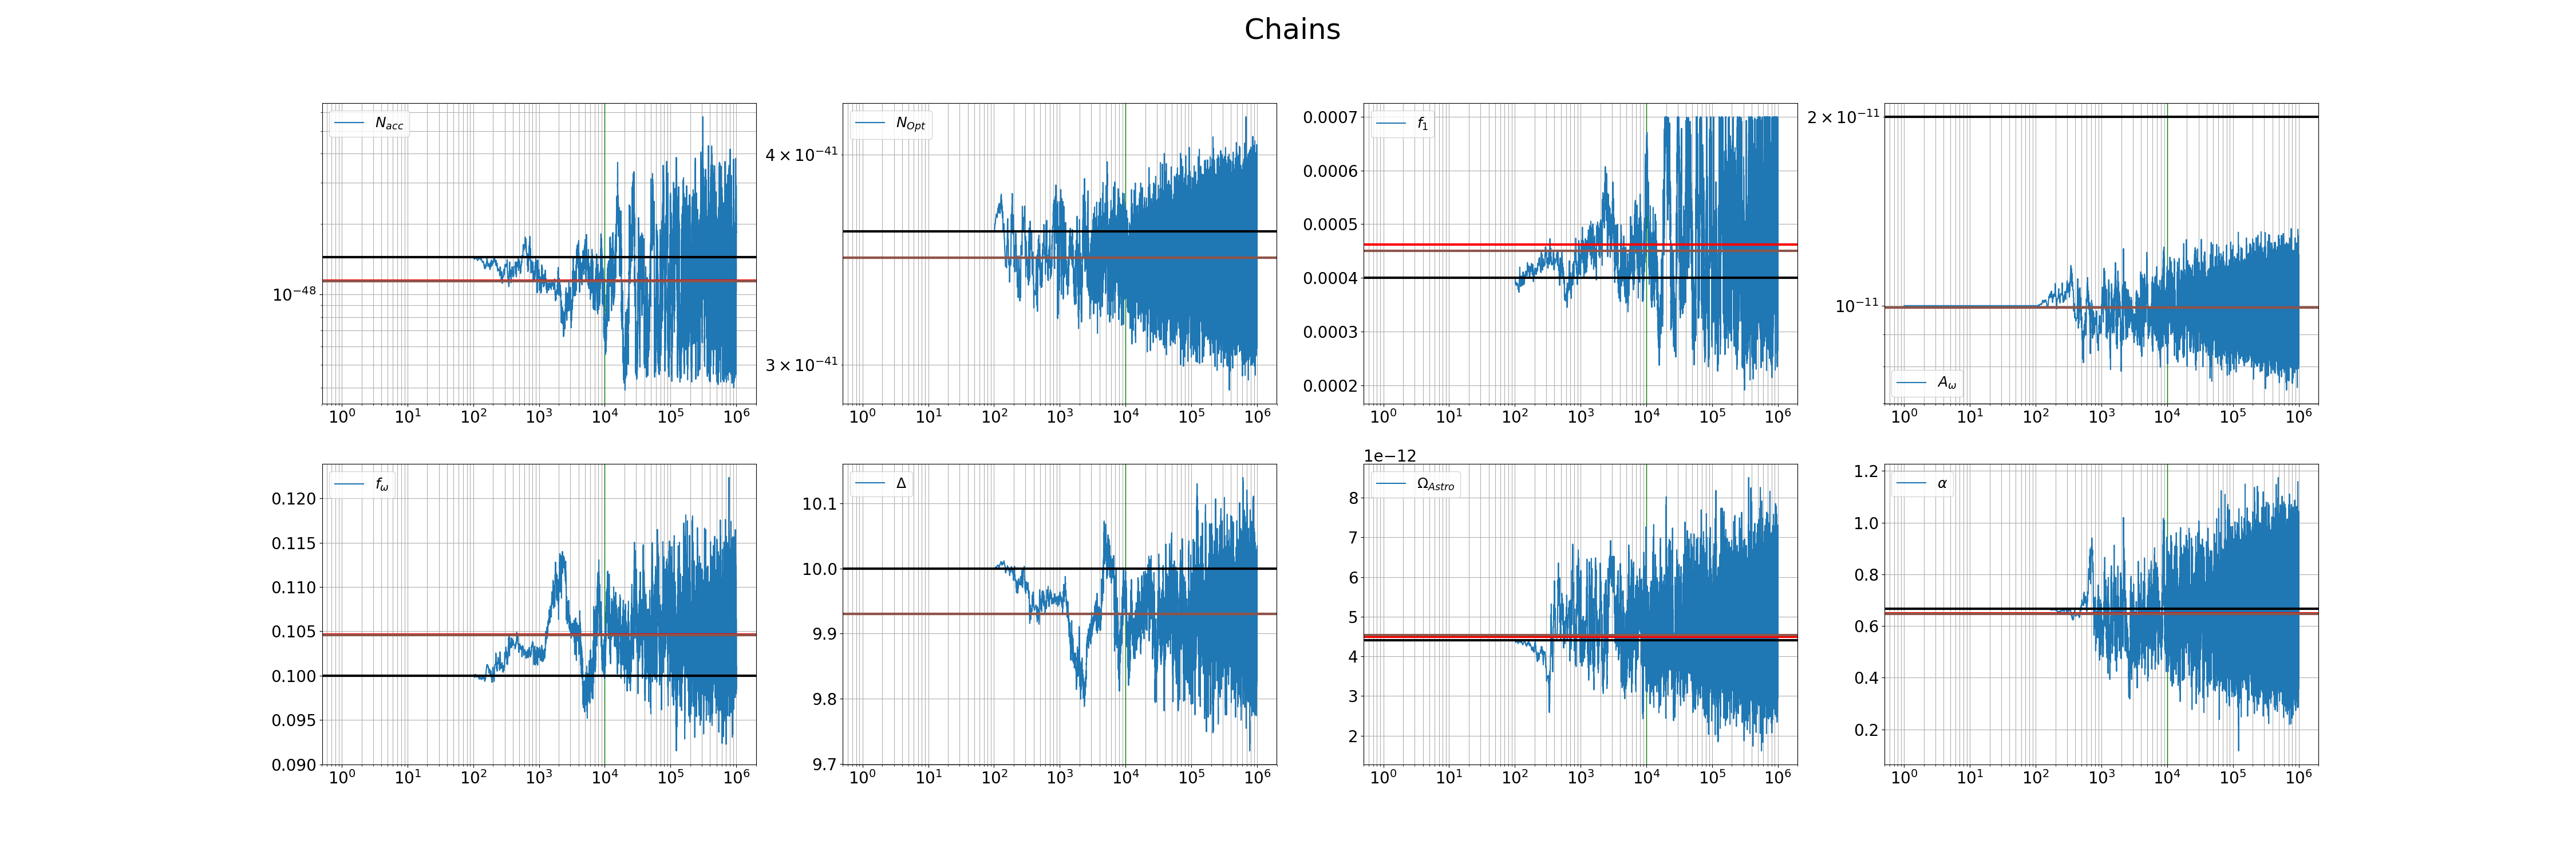 Chains
N_acc
10^-48
10^0 10^1 10^2 10^3 10^4 10^5 10^6
N_Opt
4 × 10^-41
3 × 10^-41
10^0 10^1 10^2 10^3 10^4 10^5 10^6
f_1
0.0007
0.0006
0.0005
0.0004
0.0003
0.0002
10^0 10^1 10^2 10^3 10^4 10^5 10^6
2 × 10^-11
10^-11
A_ω
10^0 10^1 10^2 10^3 10^4 10^5 10^6
f_ω
0.120
0.115
0.110
0.105
0.100
0.095
0.090
10^0 10^1 10^2 10^3 10^4 10^5 10^6
Δ
10.1
10.0
9.9
9.8
9.7
10^0 10^1 10^2 10^3 10^4 10^5 10^6
1e−12
Ω_Astro
8
7
6
5
4
3
2
10^0 10^1 10^2 10^3 10^4 10^5 10^6
α
1.2
1.0
0.8
0.6
0.4
0.2
10^0 10^1 10^2 10^3 10^4 10^5 10^6